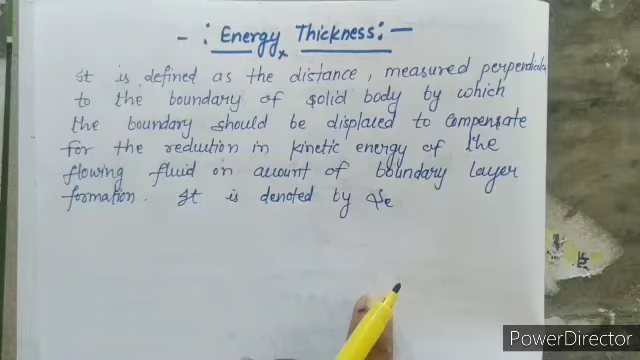 - : Energy Thickness: -
It is defined as the distance, measured perpendicular
to the boundary of solid body by which
the boundary should be displaced to compensate
for the reduction in kinetic energy of the
flowing fluid on account of boundary layer
formation. It is denoted by δe
PowerDirector